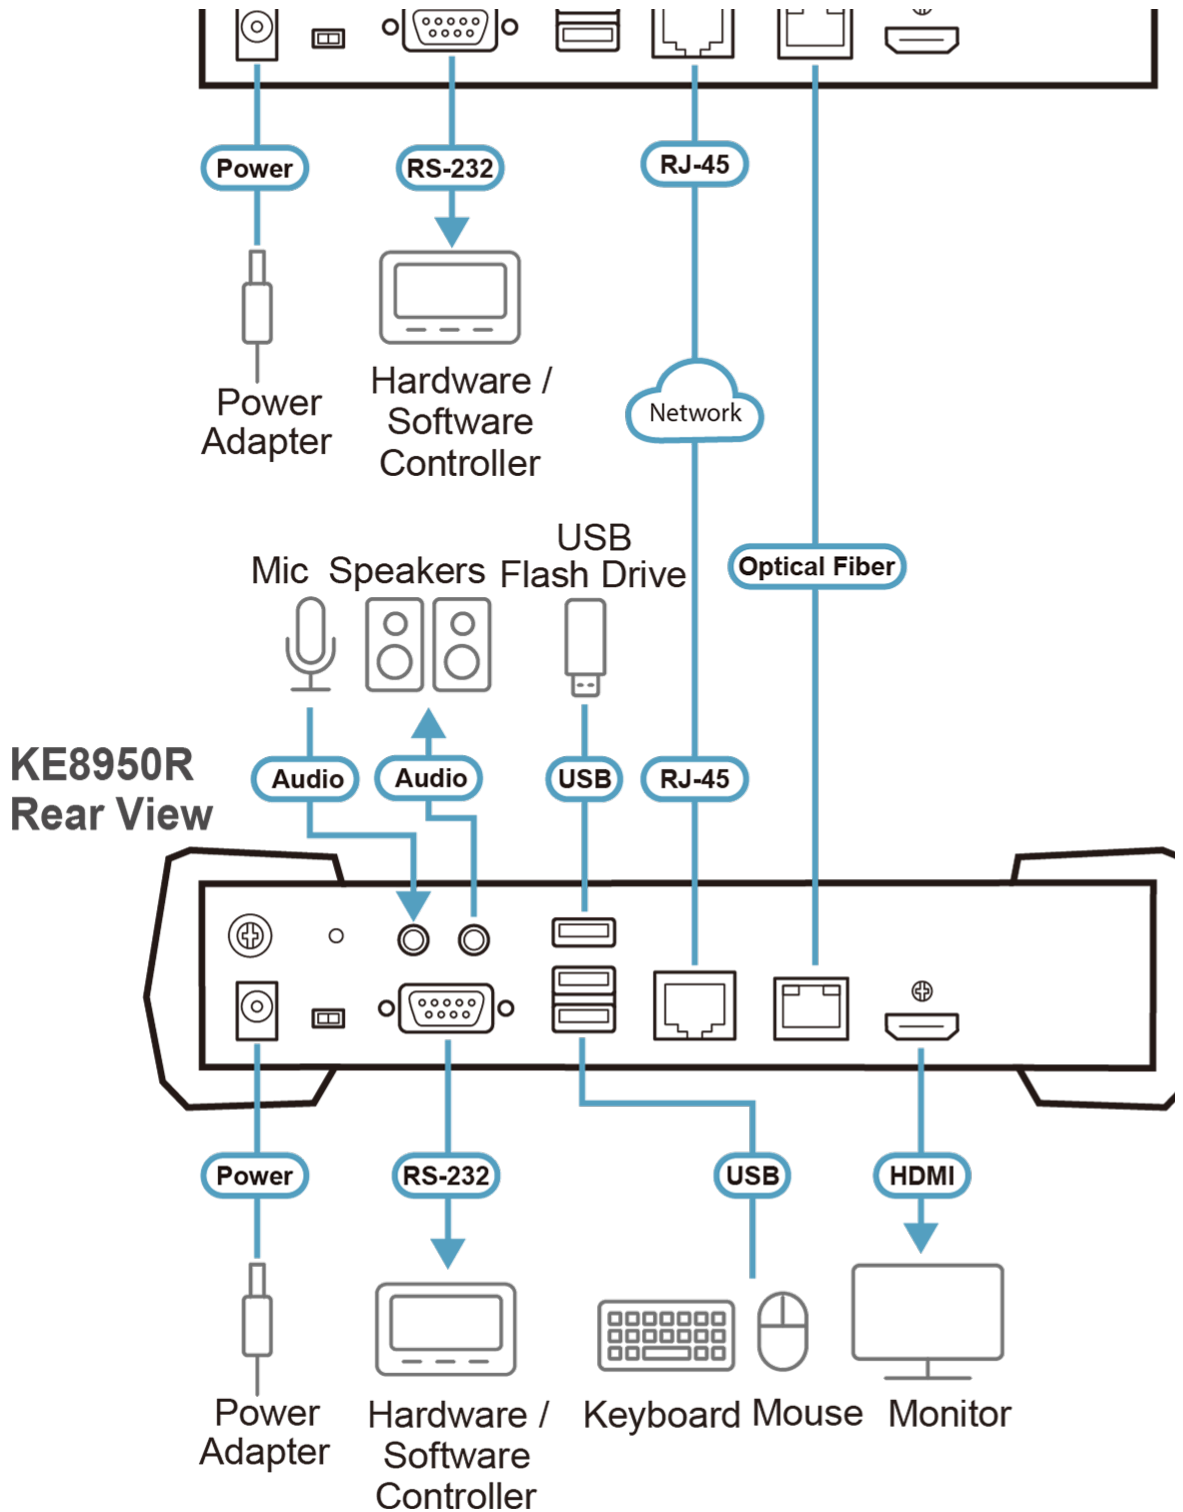 Power
RS-232
RJ-45
Power
Adapter
Hardware /
Software
Controller
Network
Optical Fiber
Mic
Speakers
USB
Flash Drive
KE8950R
Rear View
Audio
Audio
USB
RJ-45
Power
RS-232
USB
HDMI
Power
Adapter
Hardware /
Software
Controller
Keyboard
Mouse
Monitor